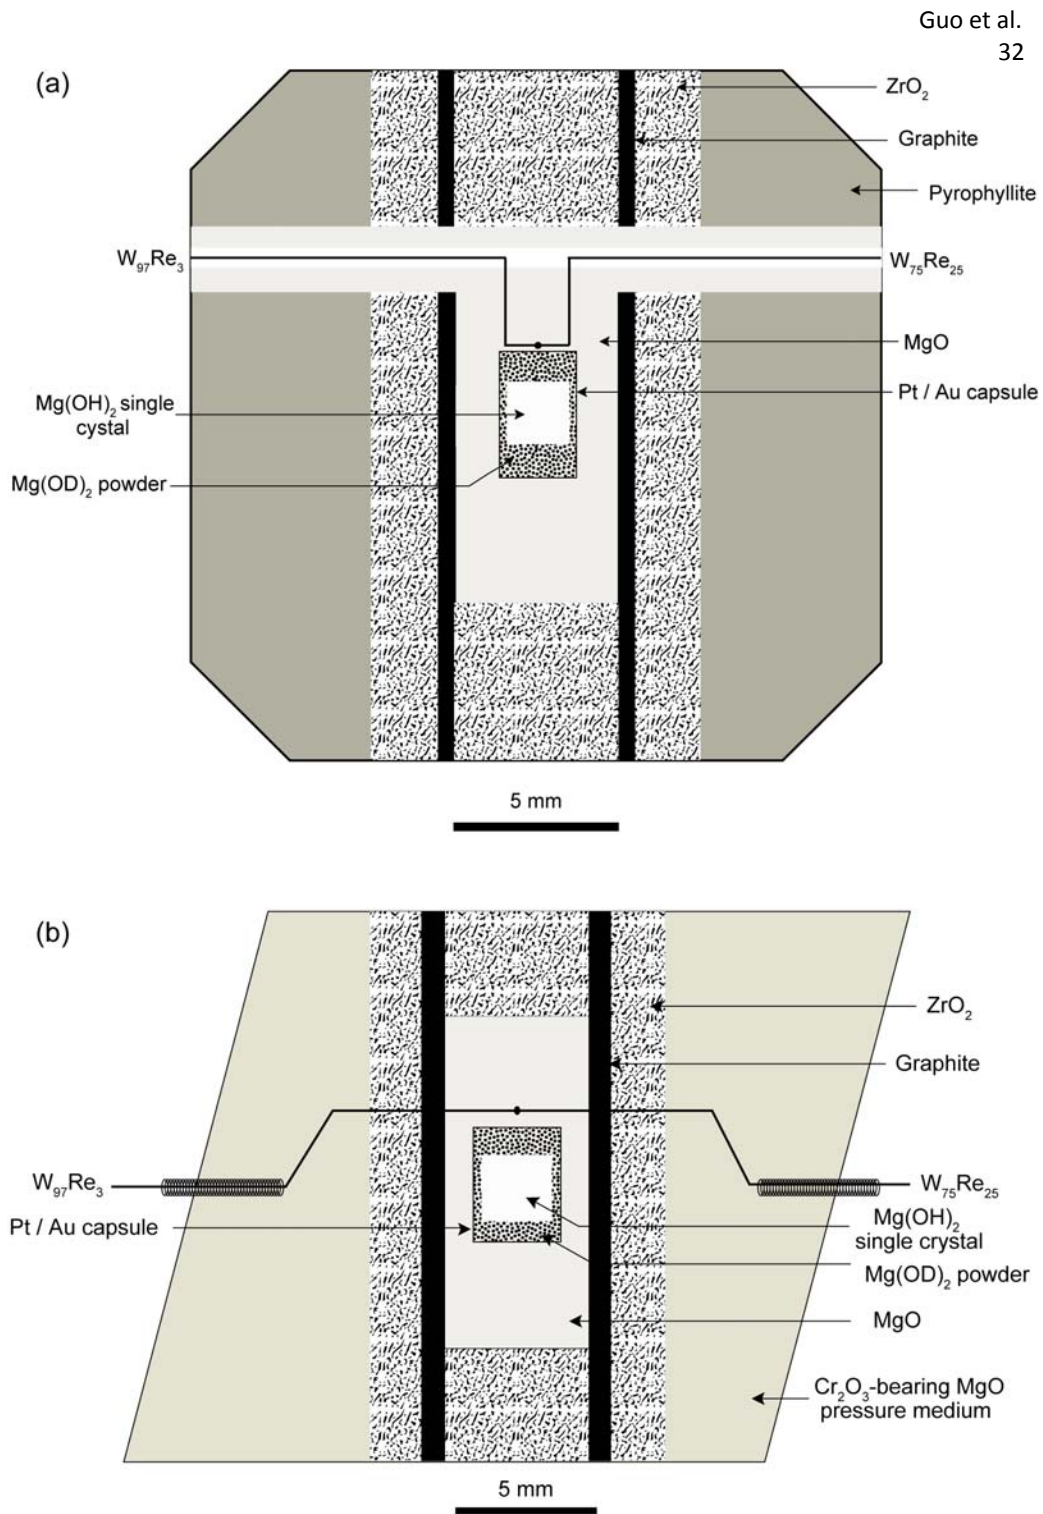 Guo et al.
32
(a)
ZrO₂
Graphite
Pyrophyllite
W₉₇Re₃
W₇₅Re₂₅
MgO
Pt / Au capsule
Mg(OH)₂ single
cystal
Mg(OD)₂ powder
5 mm
(b)
ZrO₂
Graphite
W₉₇Re₃
W₇₅Re₂₅
Pt / Au capsule
Mg(OH)₂
single crystal
Mg(OD)₂ powder
MgO
Cr₂O₃-bearing MgO
pressure medium
5 mm